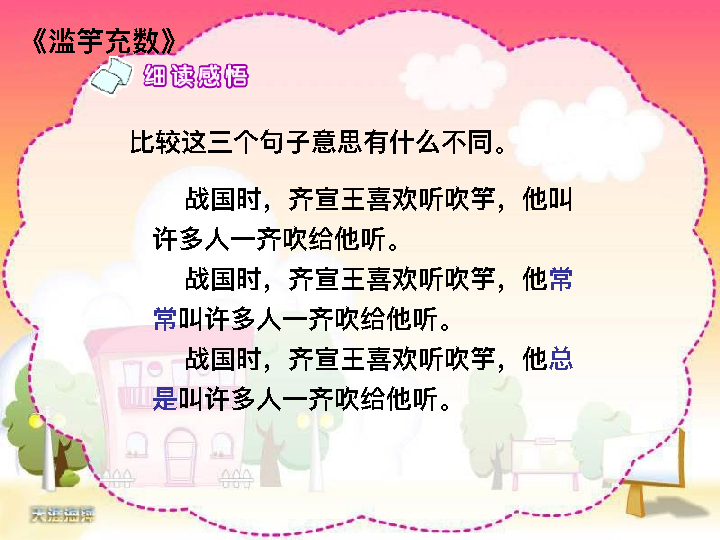 《滥竽充数》
细读感悟
比较这三个句子意思有什么不同。
战国时，齐宣王喜欢听吹竽，他叫
许多人一齐吹给他听。
战国时，齐宣王喜欢听吹竽，他常
常叫许多人一齐吹给他听。
战国时，齐宣王喜欢听吹竽，他总
是叫许多人一齐吹给他听。